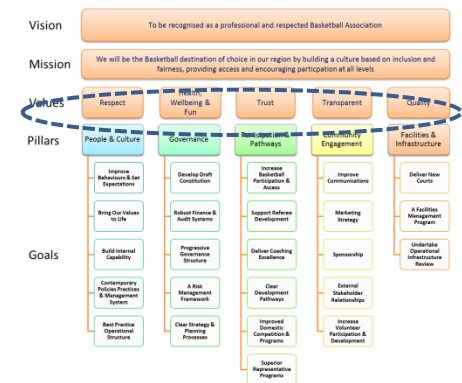 Vision
To be recognised as a professional and respected Basketball Association
Mission
We will be the Basketball destination of choice in our region by building a culture based on inclusion and
fairness, providing access and encouraging participation at all levels
Values
Respect
Health,
Wellbeing &
Fun
Trust
Transparent
Quality
Pillars
People & Culture
Governance
Participation &
Pathways
Community
Engagement
Facilities &
Infrastructure
Goals
Improve
Behaviours & Set
Expectations
Bring Our Values
to Life
Build Internal
Capability
Contemporary
Policies Practices
& Management
System
Best Practice
Operational
Structure
Develop Draft
Constitution
Robust Finance &
Audit Systems
Progressive
Governance
Structure
A Risk
Management
Framework
Clear Strategy &
Planning
Processes
Increase
Basketball
Participation &
Access
Support Referee
Development
Deliver Coaching
Excellence
Clear
Development
Pathways
Improved
Domestic
Competition &
Programs
Superior
Representative
Programs
Improve
Communications
Marketing
Strategy
Sponsorship
External
Stakeholder
Relationships
Increase
Volunteer
Participation &
Development
Deliver New
Courts
A Facilities
Management
Program
Undertake
Operational
Infrastructure
Review